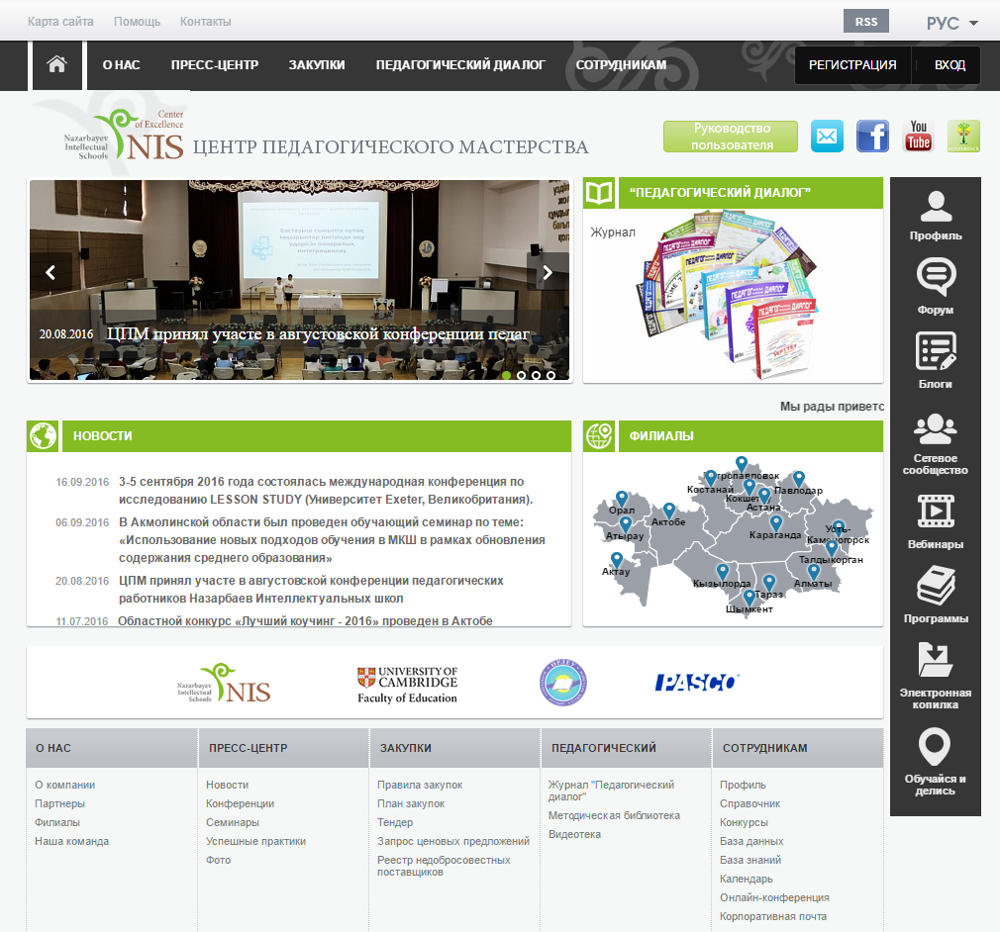 Карта сайта Помощь Контакты RSS РУС
О НАС ПРЕСС-ЦЕНТР ЗАКУПКИ ПЕДАГОГИЧЕСКИЙ ДИАЛОГ СОТРУДНИКАМ РЕГИСТРАЦИЯ ВХОД
Center
of Excellence
Nazarbayev
Intellectual
Schools
NIS
ЦЕНТР ПЕДАГОГИЧЕСКОГО МАСТЕРСТВА
Руководство
пользователя
You
Tube
20.08.2016 ЦПМ принял участе в августовской конференции педаг
“ПЕДАГОГИЧЕСКИЙ ДИАЛОГ”
Журнал
Мы рады приветс
НОВОСТИ
16.09.2016 3-5 сентября 2016 года состоялась международная конференция по
исследованию LESSON STUDY (Университет Exeter, Великобритания).
06.09.2016 В Акмолинской области был проведен обучающий семинар по теме:
«Использование новых подходов обучения в МКШ в рамках обновления
содержания среднего образования»
20.08.2016 ЦПМ принял участе в августовской конференции педагогических
работников Назарбаев Интеллектуальных школ
11.07.2016 Областной конкурс «Лучший коучинг - 2016» проведен в Актобе
ФИЛИАЛЫ
Костанай
Павлодар
Астана
Орал
Актобе
Атырау
Караганда
Усть-
Каменогорск
Талдыкорган
Актау
Кызылорда
Алматы
Тараз
Шымкент
Профиль
Форум
Блоги
Сетевое
сообщество
Вебинары
Программы
Электронная
копилка
Обучайся и
делись
Nazarbayev
Intellectual
Schools
NIS
UNIVERSITY OF
CAMBRIDGE
Faculty of Education
PASCO
О НАС
О компании
Партнеры
Филиалы
Наша команда
ПРЕСС-ЦЕНТР
Новости
Конференции
Семинары
Успешные практики
Фото
ЗАКУПКИ
Правила закупок
План закупок
Тендер
Запрос ценовых предложений
Реестр недобросовестных
поставщиков
ПЕДАГОГИЧЕСКИЙ
Журнал "Педагогический
диалог"
Методическая библиотека
Видеотека
СОТРУДНИКАМ
Профиль
Справочник
Конкурсы
База данных
База знаний
Календарь
Онлайн-конференция
Корпоративная почта